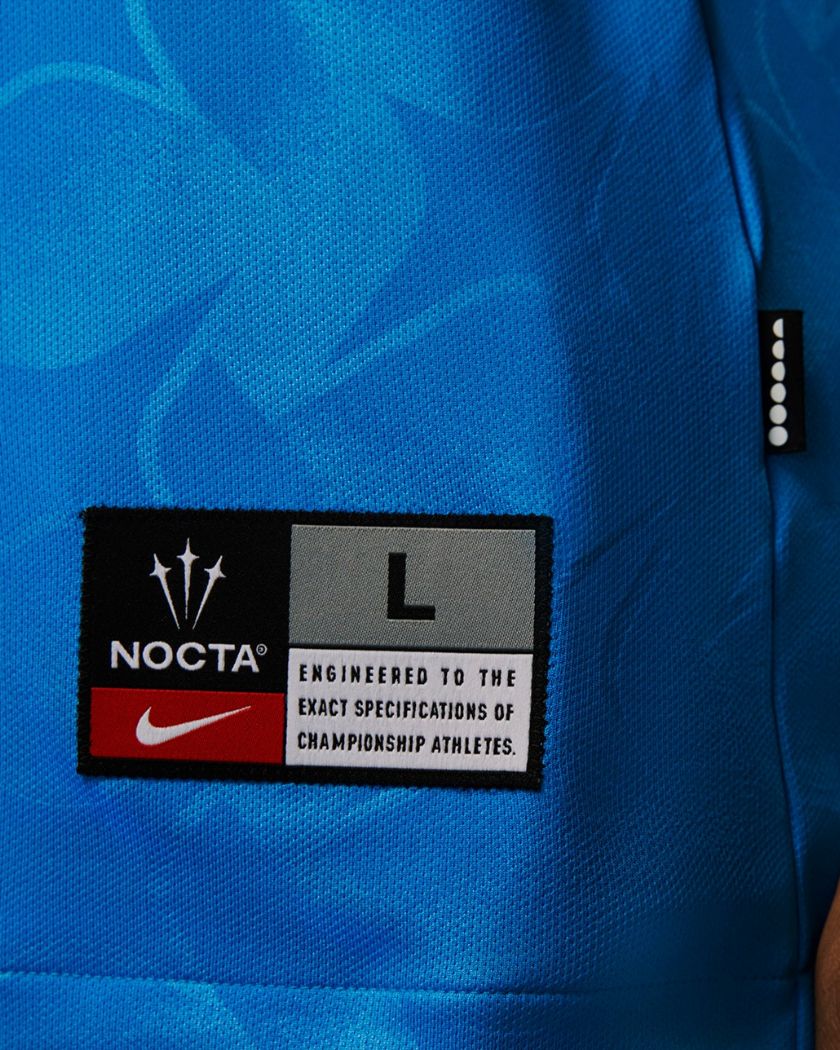 NOCTA
L
ENGINEERED TO THE
EXACT SPECIFICATIONS OF
CHAMPIONSHIP ATHLETES.